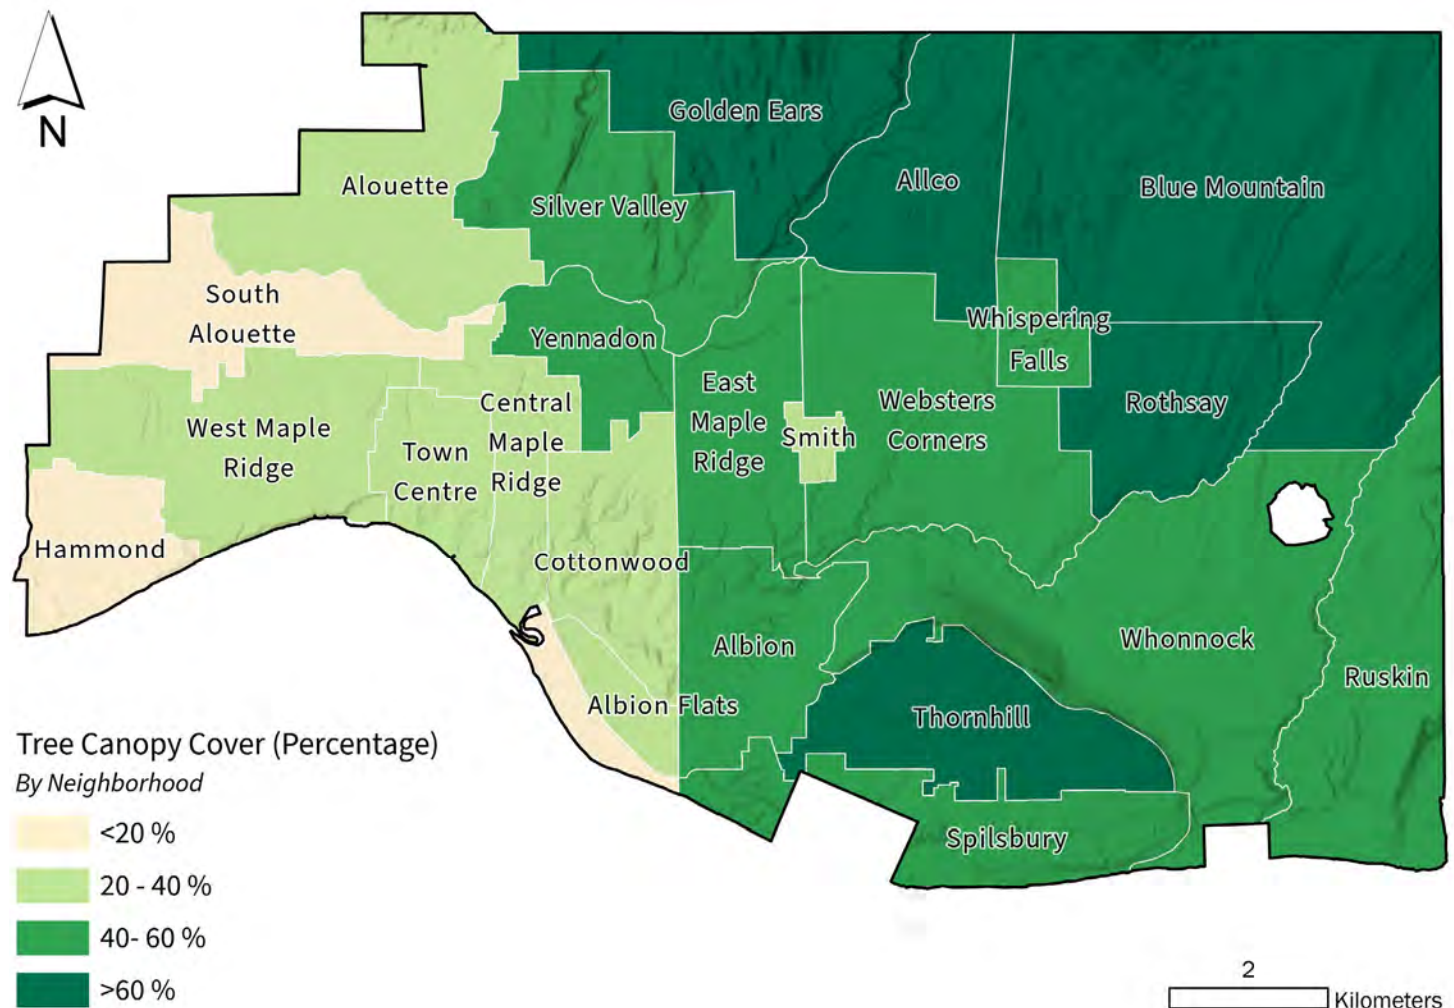 N
Golden Ears
Allco
Blue Mountain
Alouette
Silver Valley
South
Alouette
Yennadon
Whispering
Falls
East
Maple
Ridge
Central
Maple
Ridge
Websters
Corners
Rothsay
West Maple
Ridge
Town
Centre
Smith
Hammond
Cottonwood
Albion
Whonnock
Ruskin
Albion Flats
Thornhill
Spilsbury
Tree Canopy Cover (Percentage)
By Neighborhood
<20 %
20 - 40 %
40- 60 %
>60 %
2
Kilometers